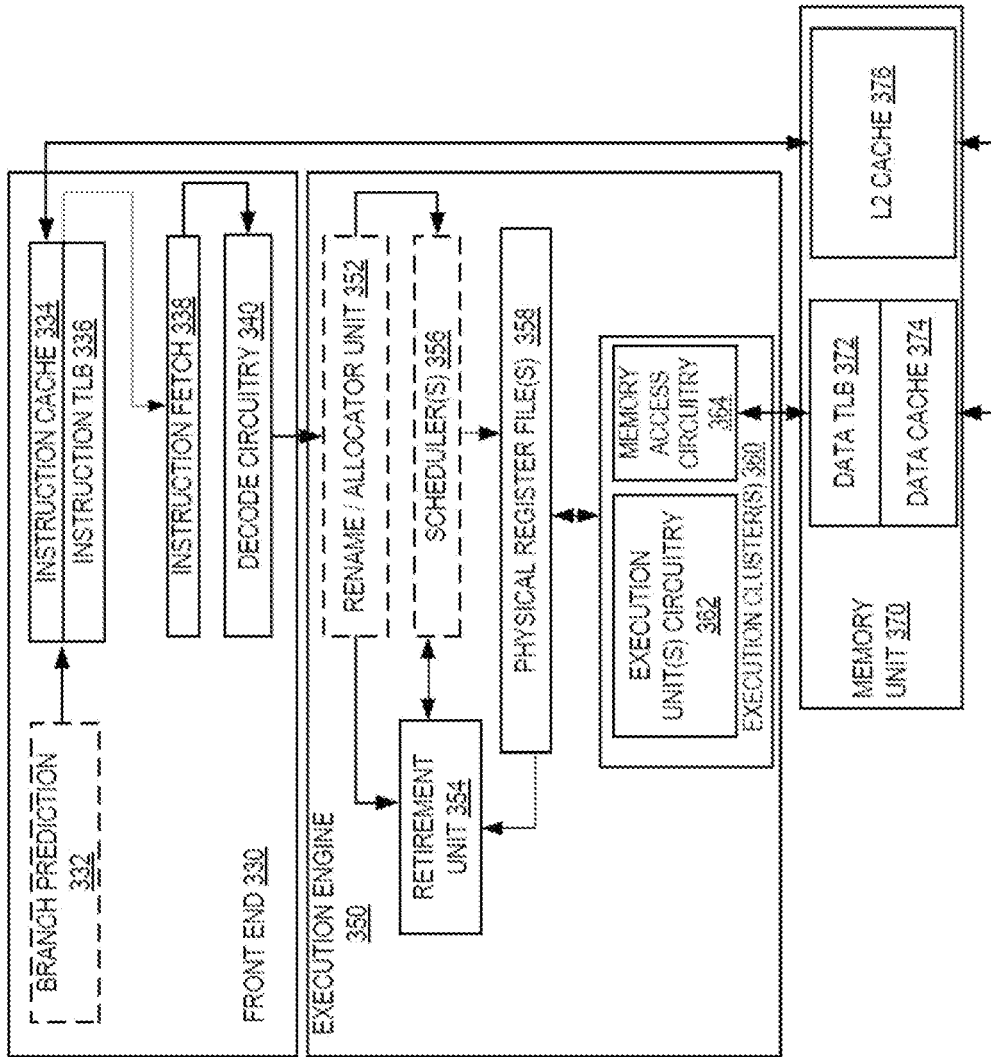 BRANCH PREDICTION
332
INSTRUCTION CACHE 334
INSTRUCTION TLB 336
INSTRUCTION FETCH 338
DECODE CIRCUITRY 340
FRONT END 330
EXECUTION ENGINE
350
RENAME / ALLOCATOR UNIT 352
SCHEDULER(S) 356
RETIREMENT
UNIT 354
PHYSICAL REGISTER FILE(S) 358
EXECUTION
UNIT(S) CIRCUITRY
362
MEMORY
ACCESS
CIRCUITRY
364
EXECUTION CLUSTER(S) 360
MEMORY
UNIT 370
DATA TLB 372
DATA CACHE 374
L2 CACHE 376